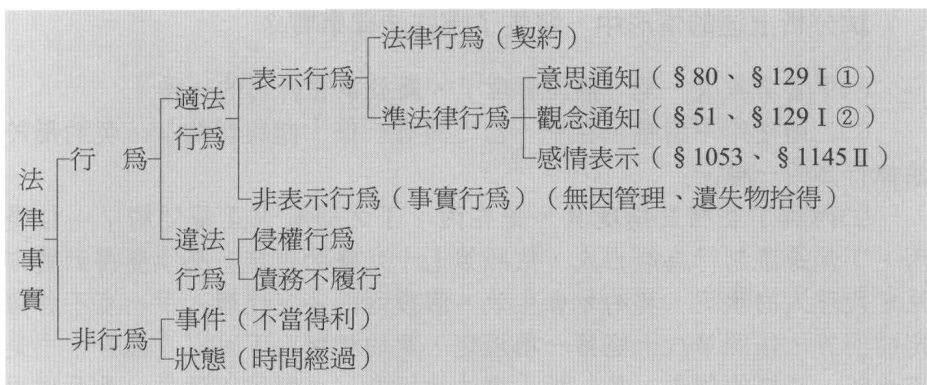 法律事實
行為
適法行為
表示行為
法律行為（契約）
準法律行為
意思通知（§80、§129Ⅰ①）
觀念通知（§51、§129Ⅰ②）
感情表示（§1053、§1145Ⅱ）
非表示行為（事實行為）（無因管理、遺失物拾得）
違法行為
侵權行為
債務不履行
非行為
事件（不當得利）
狀態（時間經過）